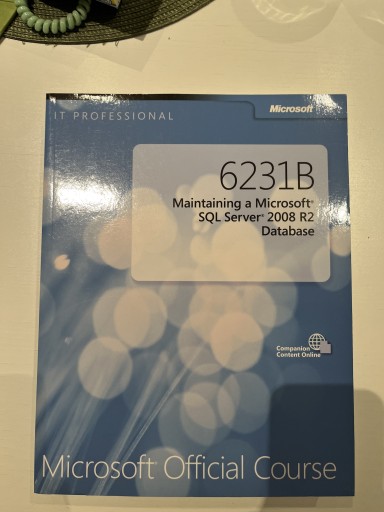 IT PROFESSIONAL
Microsoft®
6231B
Maintaining a Microsoft®
SQL Server® 2008 R2
Database
Companion
Content Online
Microsoft Official Course